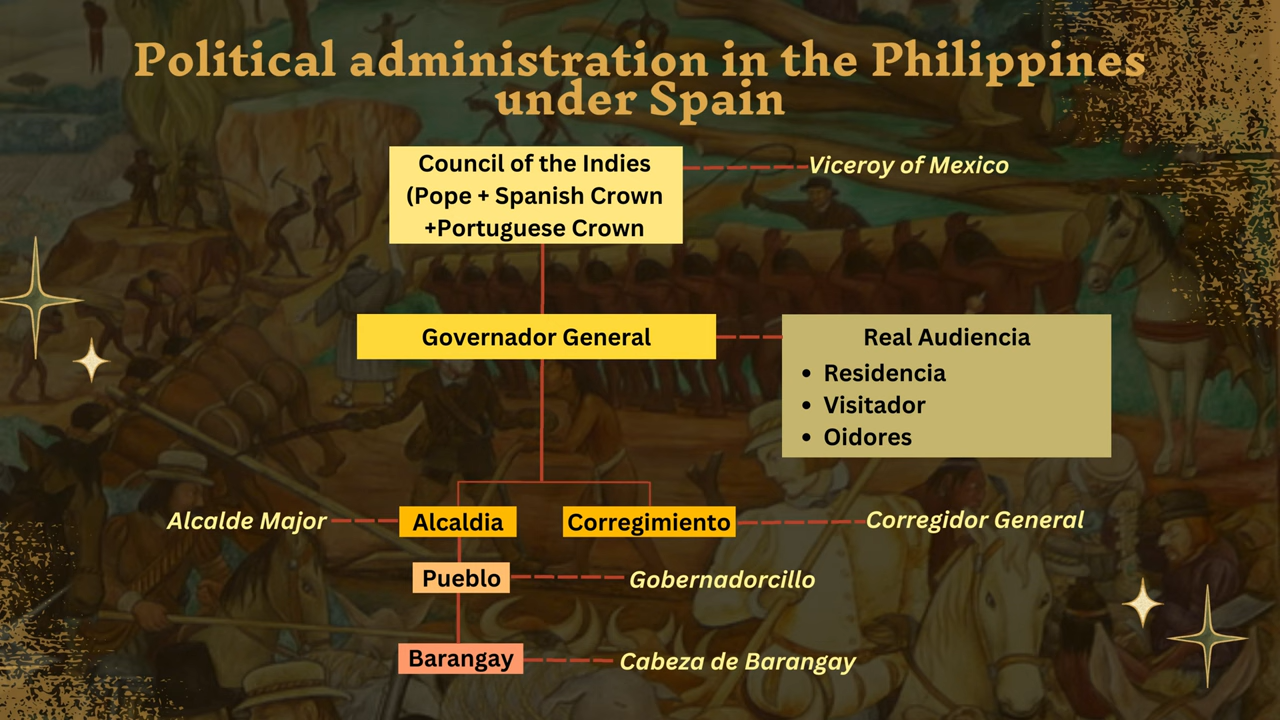 Political administration in the Philippines
under Spain
Council of the Indies
(Pope + Spanish Crown
+Portuguese Crown
Viceroy of Mexico
Governador General
Real Audiencia
• Residencia
• Visitador
• Oidores
Alcalde Major
Alcaldia
Corregimiento
Corregidor General
Pueblo
Gobernadorcillo
Barangay
Cabeza de Barangay